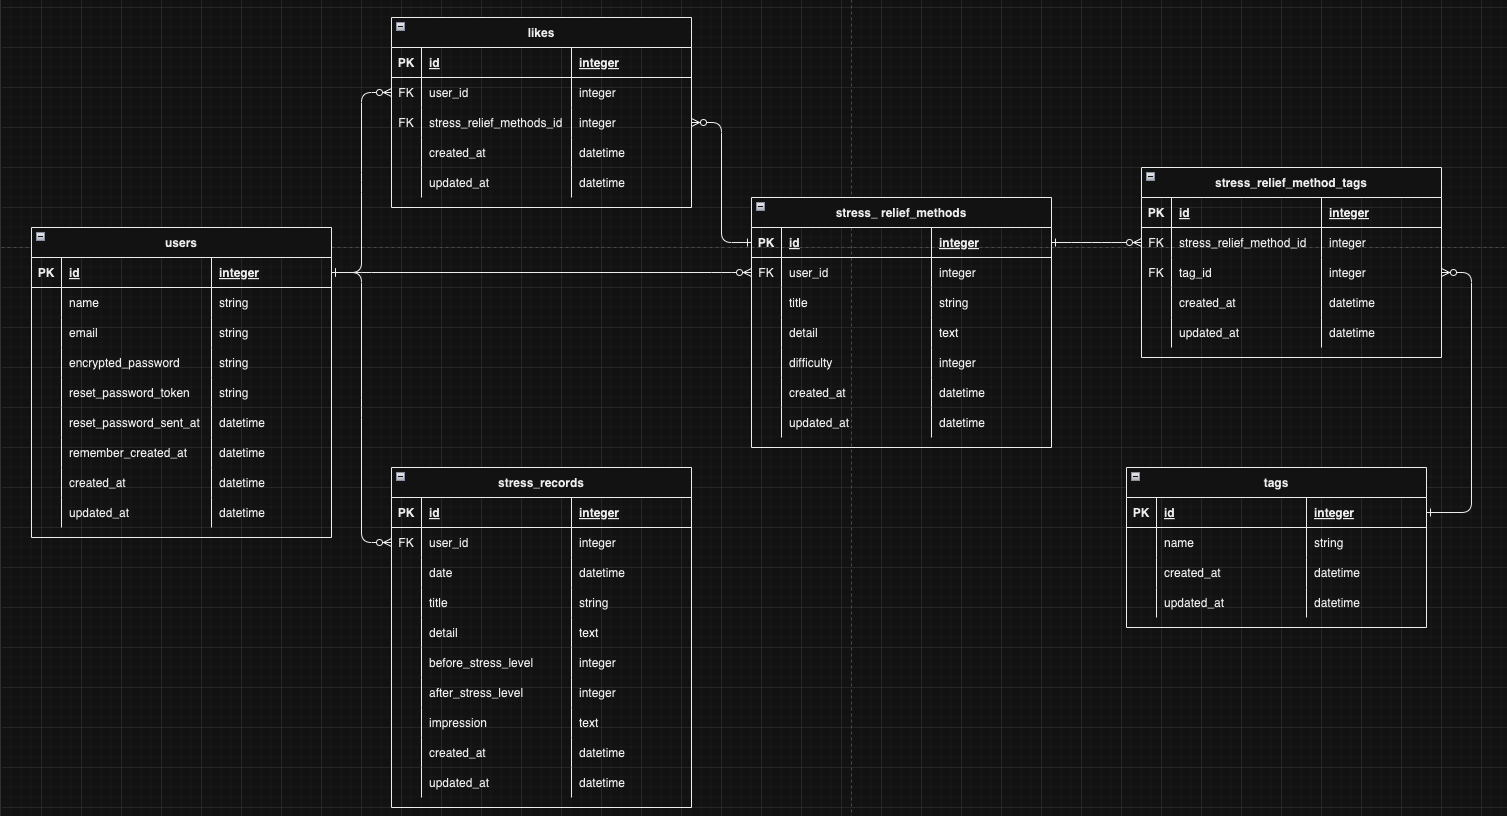 likes
PK id integer
FK user_id integer
FK stress_relief_methods_id integer
created_at datetime
updated_at datetime
users
PK id integer
name string
email string
encrypted_password string
reset_password_token string
reset_password_sent_at datetime
remember_created_at datetime
created_at datetime
updated_at datetime
stress_ relief_methods
PK id integer
FK user_id integer
title string
detail text
difficulty integer
created_at datetime
updated_at datetime
stress_relief_method_tags
PK id integer
FK stress_relief_method_id integer
FK tag_id integer
created_at datetime
updated_at datetime
stress_records
PK id integer
FK user_id integer
date datetime
title string
detail text
before_stress_level integer
after_stress_level integer
impression text
created_at datetime
updated_at datetime
tags
PK id integer
name string
created_at datetime
updated_at datetime